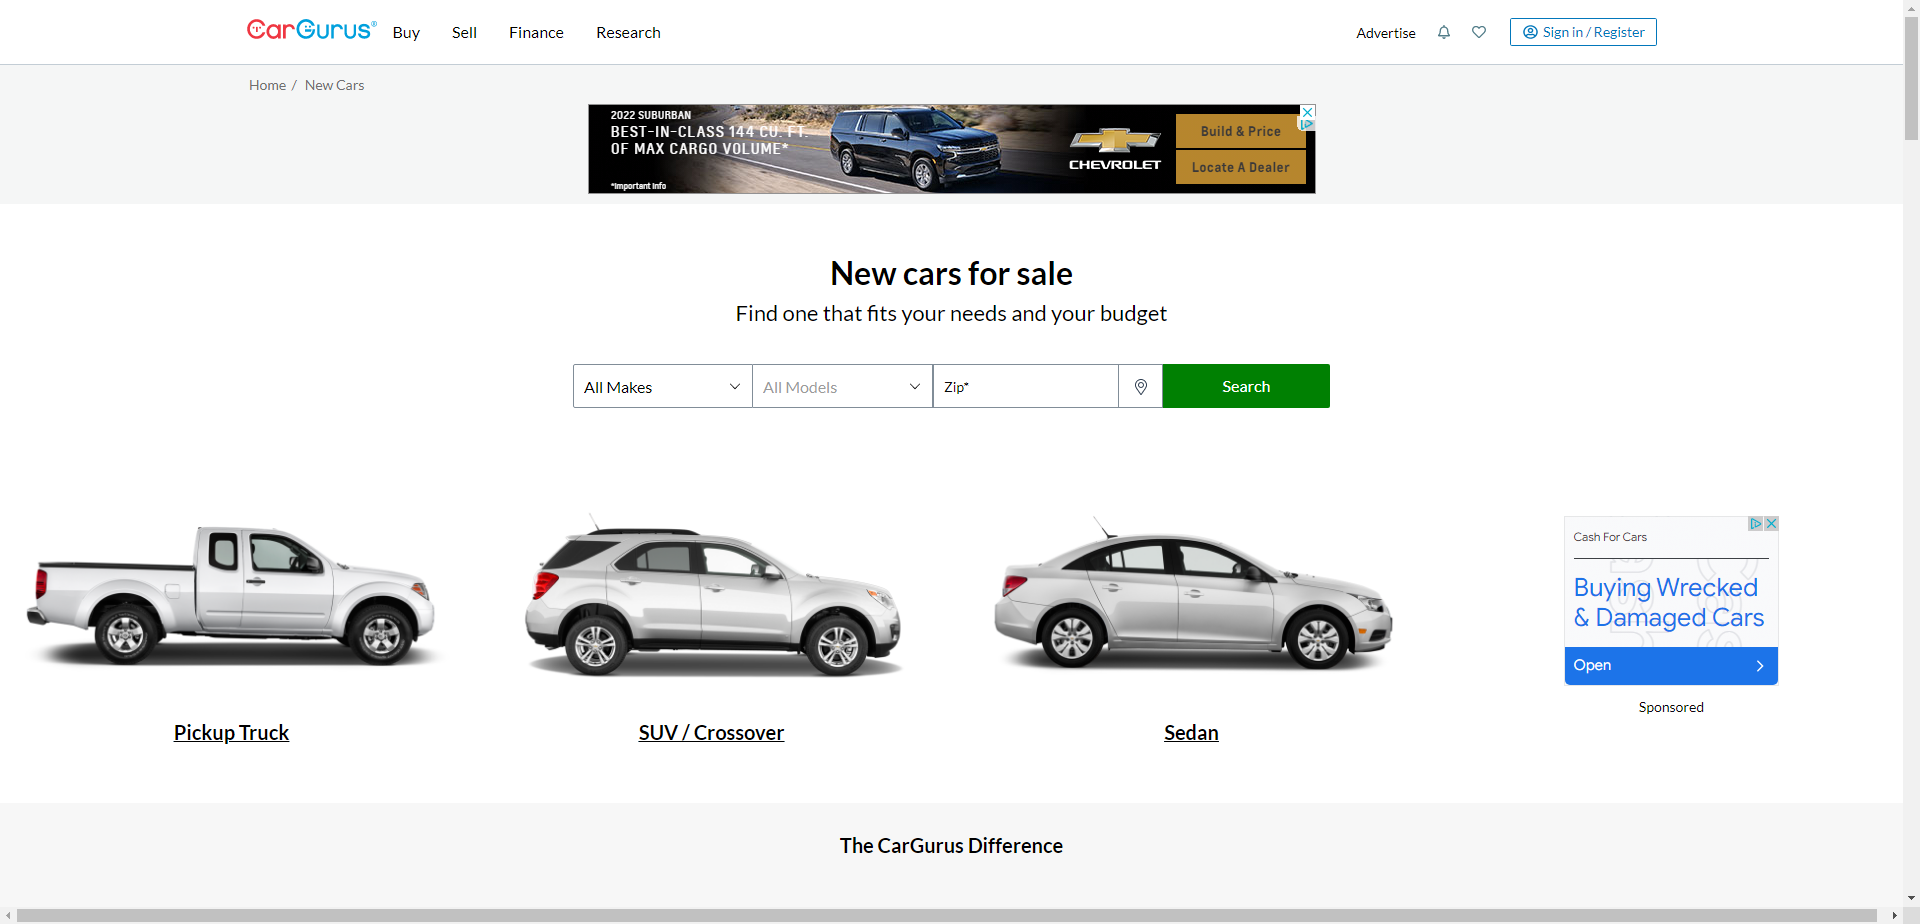 CarGurus®
Buy
Sell
Finance
Research
Advertise
Sign in / Register
Home / New Cars
2022 SUBURBAN
BEST-IN-CLASS 144 CU. FT.
OF MAX CARGO VOLUME*
*Important Info
CHEVROLET
Build & Price
Locate A Dealer
New cars for sale
Find one that fits your needs and your budget
All Makes
All Models
Zip*
Search
Cash For Cars
Buying Wrecked
& Damaged Cars
Open
Sponsored
Pickup Truck
SUV / Crossover
Sedan
The CarGurus Difference